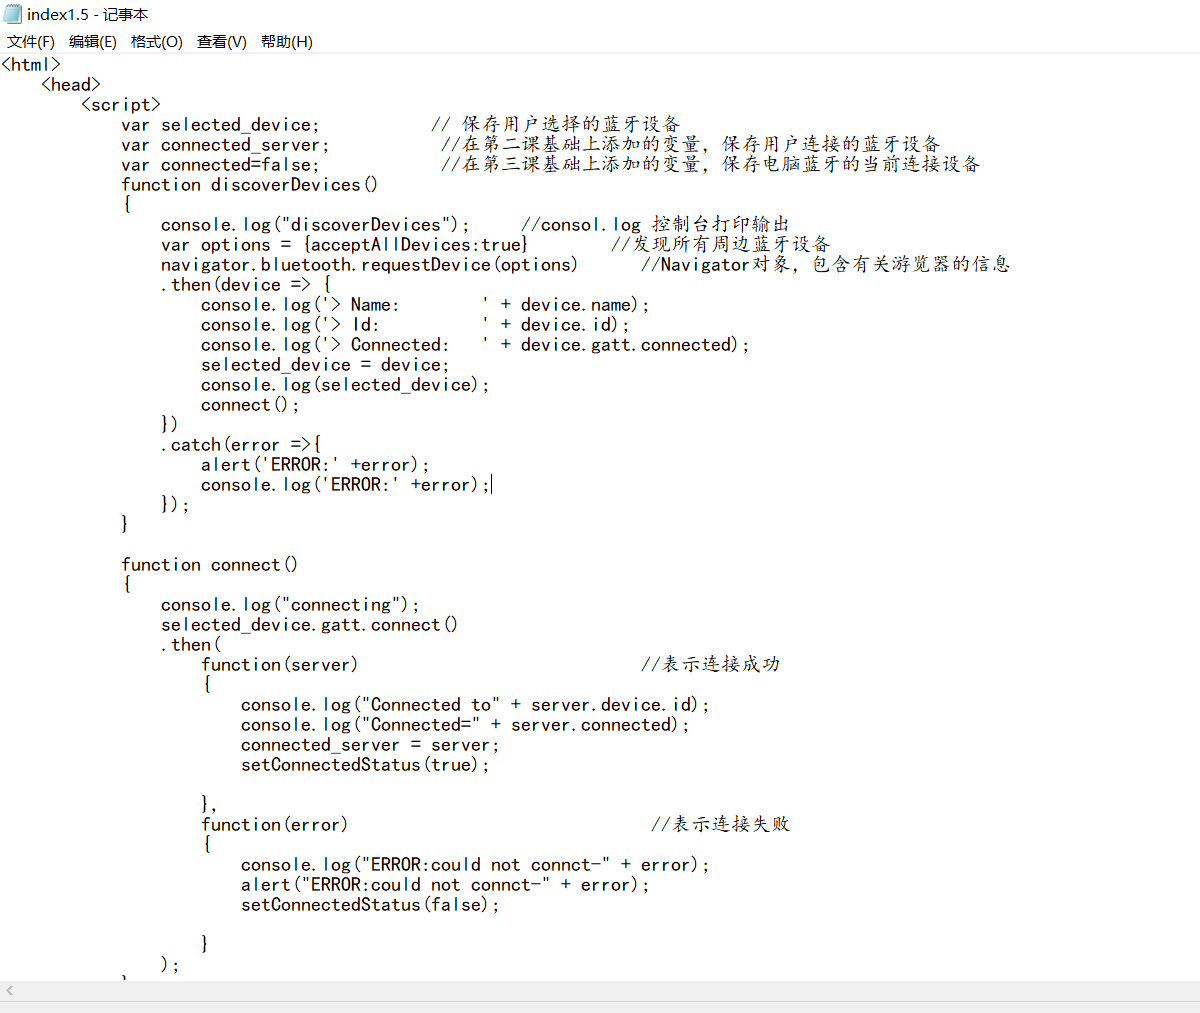 index1.5 - 记事本
文件(F) 编辑(E) 格式(O) 查看(V) 帮助(H)
<html>
<head>
<script>
var selected_device; // 保存用户选择的蓝牙设备
var connected_server; //在第二课基础上添加的变量，保存用户连接的蓝牙设备
var connected=false; //在第三课基础上添加的变量，保存电脑蓝牙的当前连接设备
function discoverDevices()
{
console.log("discoverDevices"); //consol.log 控制台打印输出
var options = {acceptAllDevices:true} //发现所有周边蓝牙设备
navigator.bluetooth.requestDevice(options) //Navigator对象，包含有关游览器的信息
.then(device => {
console.log('> Name: ' + device.name);
console.log('> Id: ' + device.id);
console.log('> Connected: ' + device.gatt.connected);
selected_device = device;
console.log(selected_device);
connect();
})
.catch(error =>{
alert('ERROR:' +error);
console.log('ERROR:' +error);
});
}
function connect()
{
console.log("connecting");
selected_device.gatt.connect()
.then(
function(server) //表示连接成功
{
console.log("Connected to" + server.device.id);
console.log("Connected=" + server.connected);
connected_server = server;
setConnectedStatus(true);
},
function(error) //表示连接失败
{
console.log("ERROR:could not connct-" + error);
alert("ERROR:could not connct-" + error);
setConnectedStatus(false);
}
);